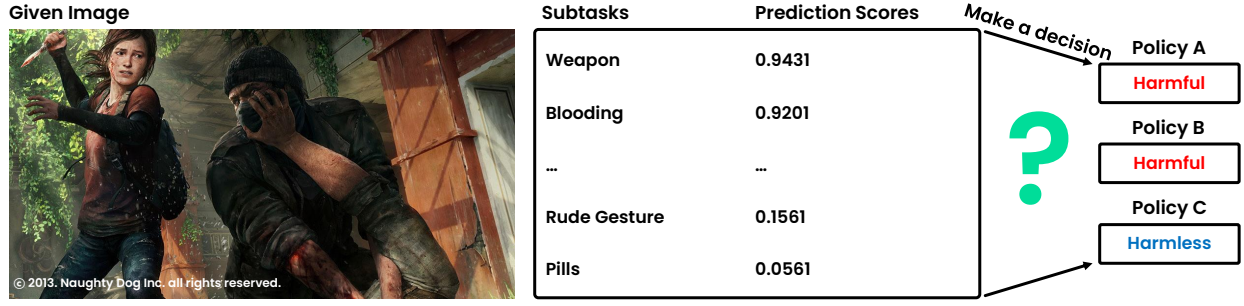 Given Image
© 2013. Naughty Dog Inc. all rights reserved.
Subtasks Prediction Scores
Weapon 0.9431
Blooding 0.9201
... ...
Rude Gesture 0.1561
Pills 0.0561
Make a decision
?
Policy A
Harmful
Policy B
Harmful
Policy C
Harmless